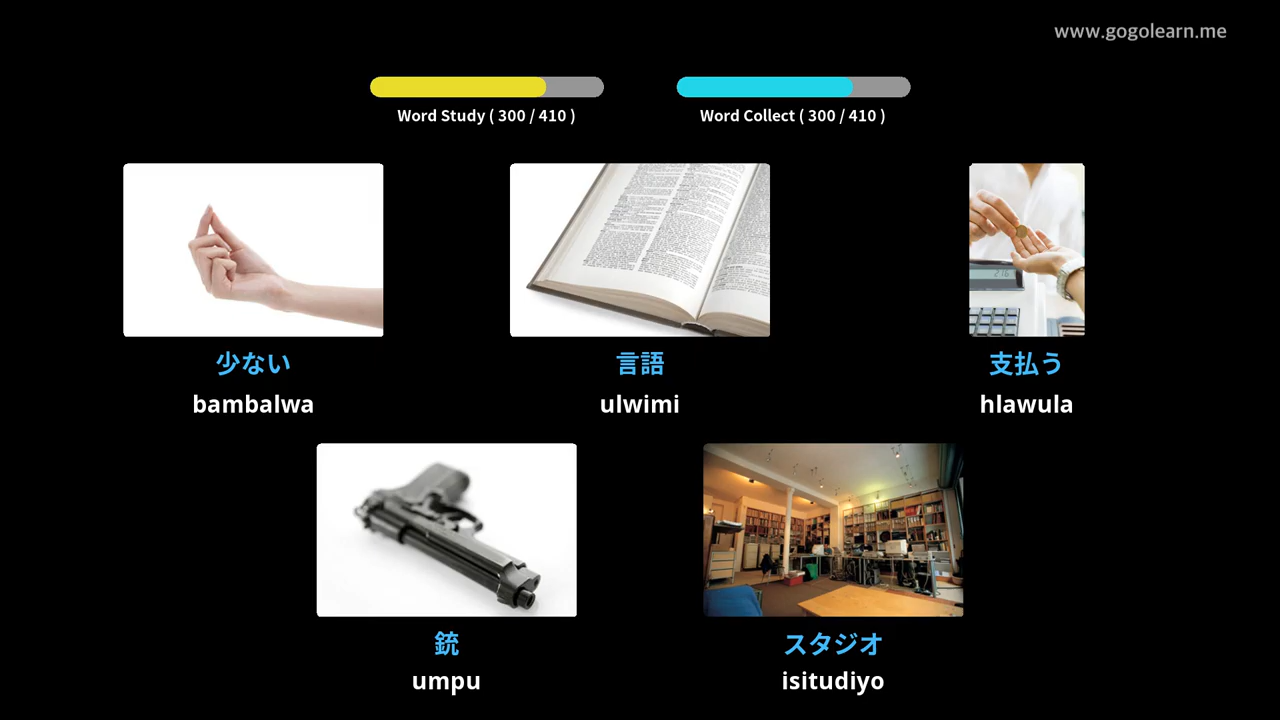 www.gogolearn.me
Word Study ( 300 / 410 )
Word Collect ( 300 / 410 )
少ない
bambalwa
言語
ulwimi
支払う
hlawula
銃
umpu
スタジオ
isitudiyo